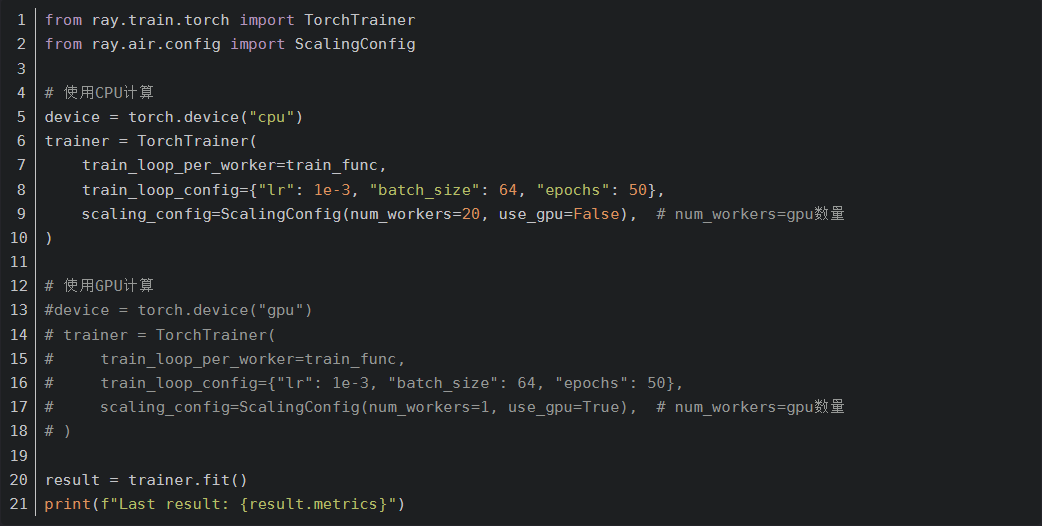 1 from ray.train.torch import TorchTrainer
2 from ray.air.config import ScalingConfig
3
4 # 使用CPU计算
5 device = torch.device("cpu")
6 trainer = TorchTrainer(
7     train_loop_per_worker=train_func,
8     train_loop_config={"lr": 1e-3, "batch_size": 64, "epochs": 50},
9     scaling_config=ScalingConfig(num_workers=20, use_gpu=False),  # num_workers=gpu数量
10 )
11
12 # 使用GPU计算
13 #device = torch.device("gpu")
14 # trainer = TorchTrainer(
15 #     train_loop_per_worker=train_func,
16 #     train_loop_config={"lr": 1e-3, "batch_size": 64, "epochs": 50},
17 #     scaling_config=ScalingConfig(num_workers=1, use_gpu=True),  # num_workers=gpu数量
18 # )
19
20 result = trainer.fit()
21 print(f"Last result: {result.metrics}")